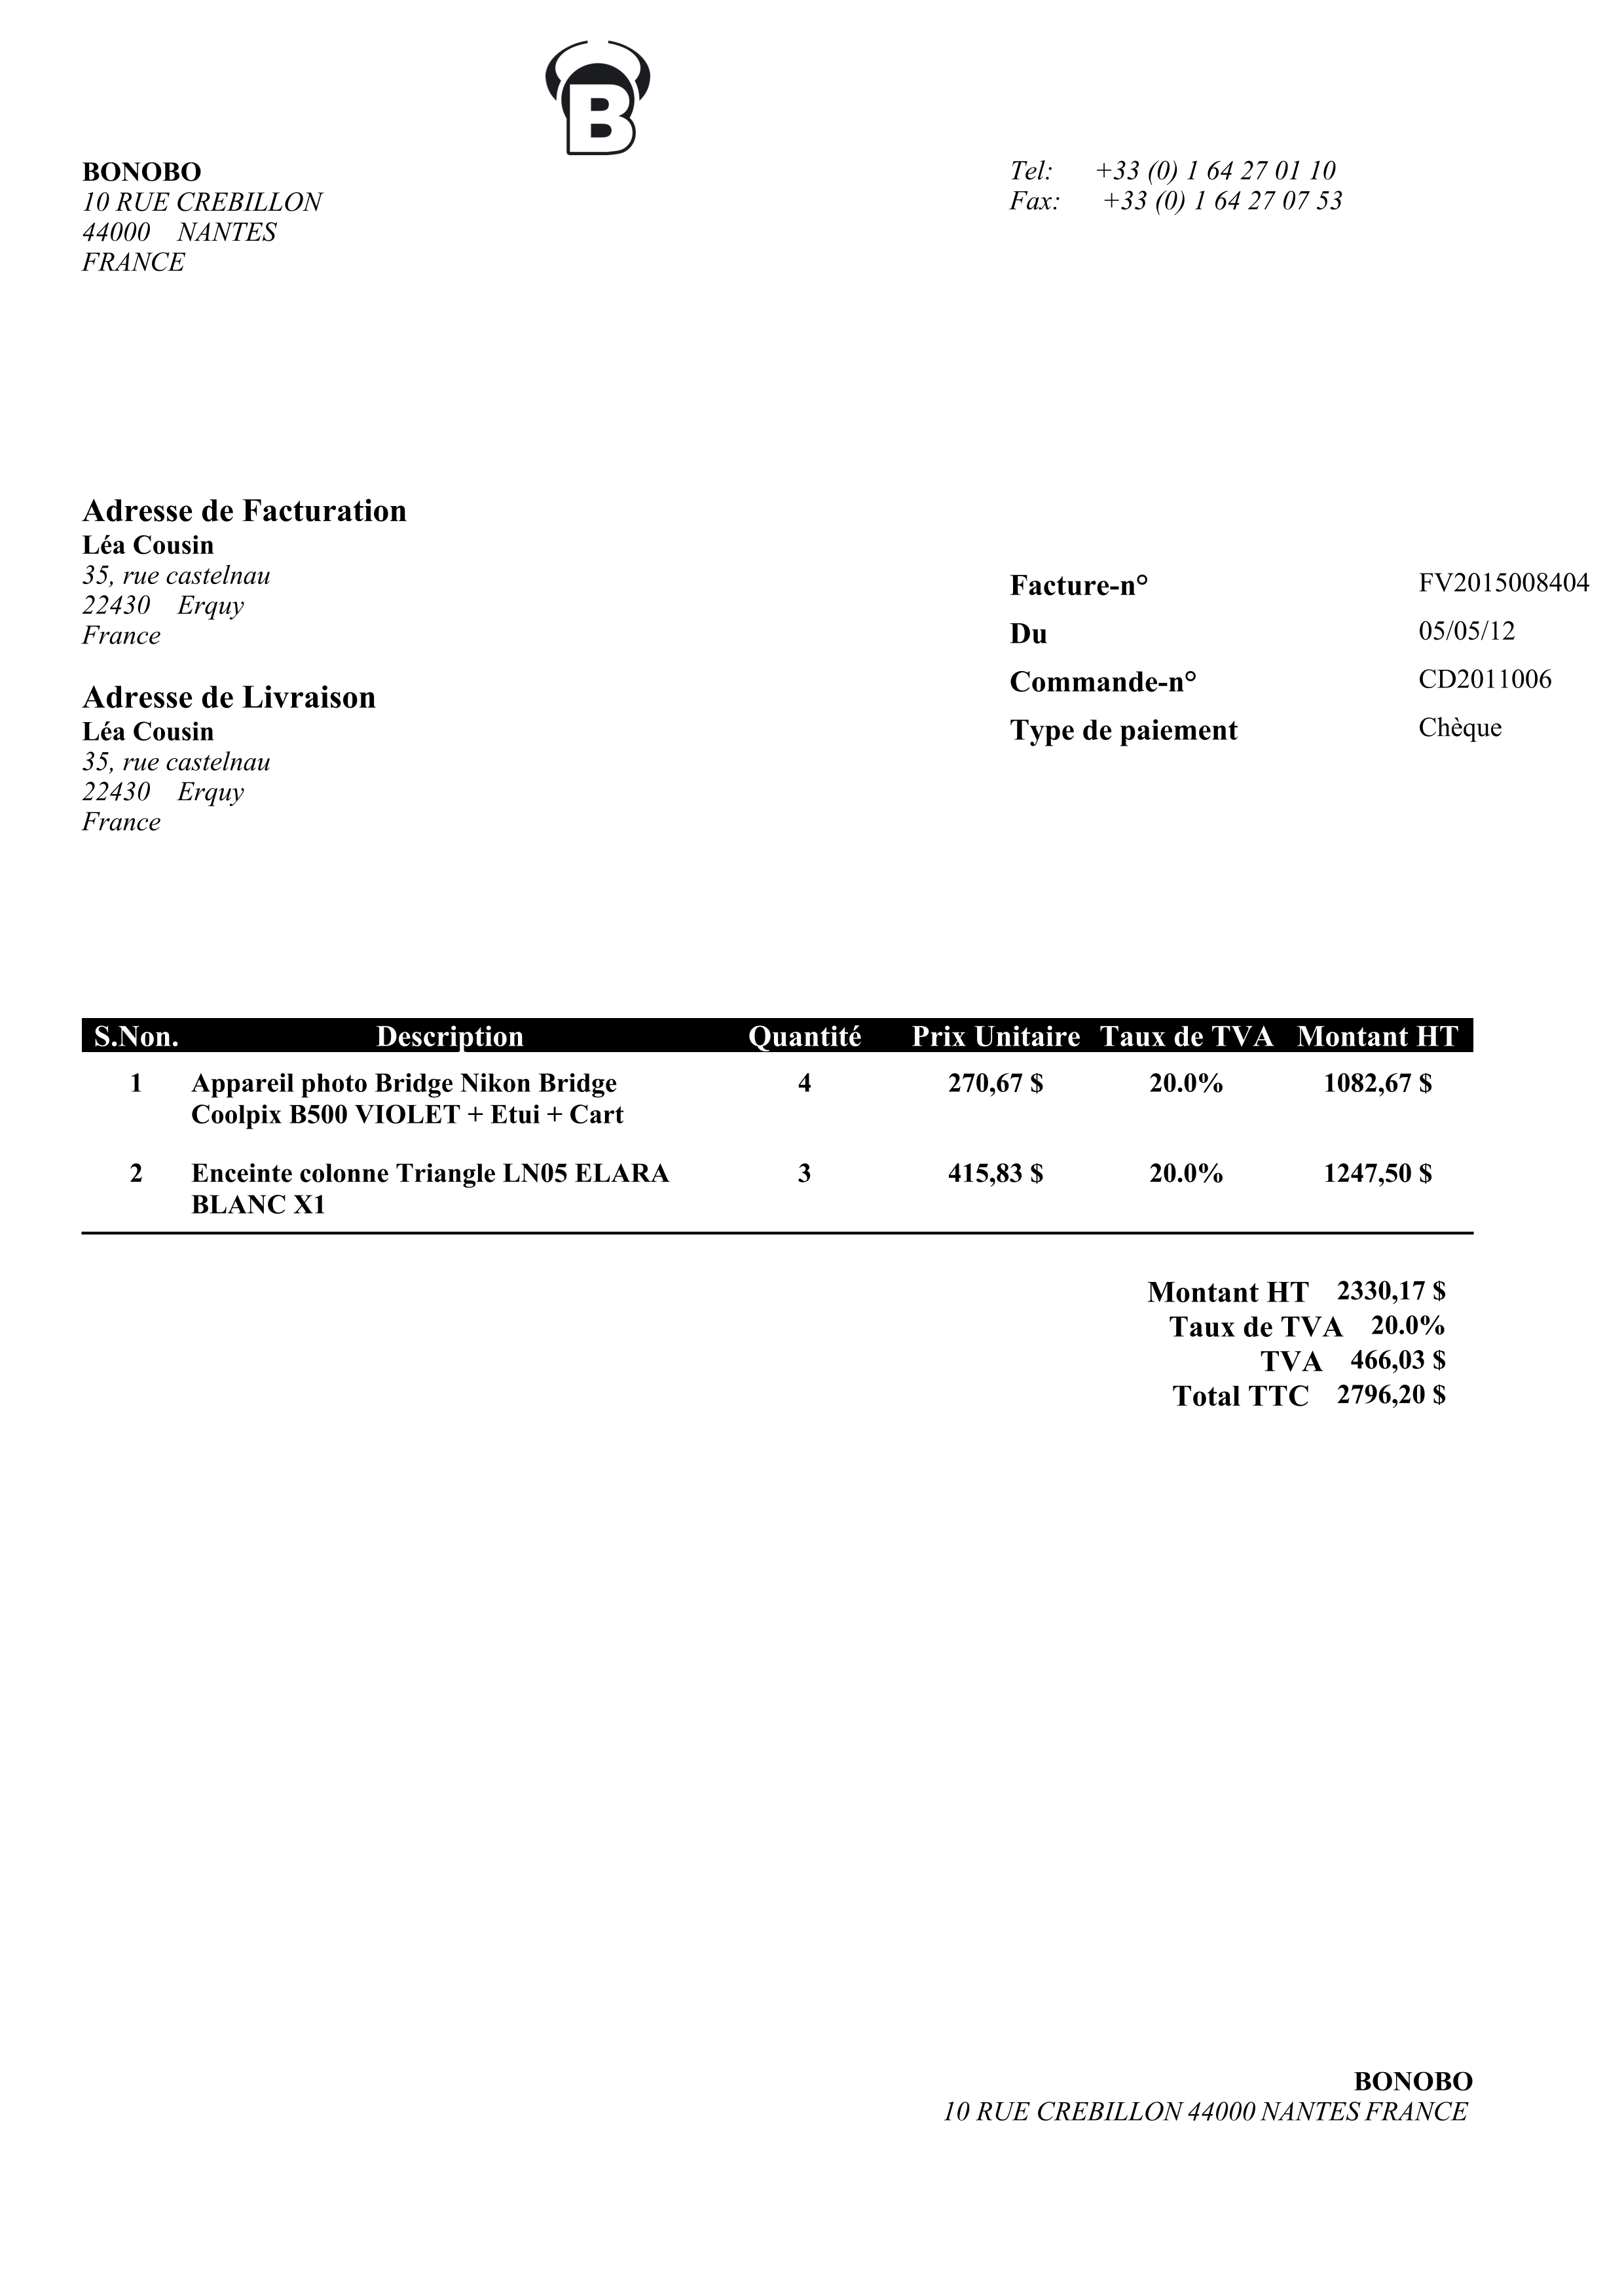 B
BONOBO
10 RUE CREBILLON
44000 NANTES
FRANCE
Tel: +33 (0) 1 64 27 01 10
Fax: +33 (0) 1 64 27 07 53
Adresse de Facturation
Léa Cousin
35, rue castelnau
22430 Erquy
France
Adresse de Livraison
Léa Cousin
35, rue castelnau
22430 Erquy
France
Facture-n° FV2015008404
Du 05/05/12
Commande-n° CD2011006
Type de paiement Chèque
S.Non. Description Quantité Prix Unitaire Taux de TVA Montant HT
1 Appareil photo Bridge Nikon Bridge 4 270,67 $ 20.0% 1082,67 $
Coolpix B500 VIOLET + Etui + Cart
2 Enceinte colonne Triangle LN05 ELARA 3 415,83 $ 20.0% 1247,50 $
BLANC X1
Montant HT 2330,17 $
Taux de TVA 20.0%
TVA 466,03 $
Total TTC 2796,20 $
BONOBO
10 RUE CREBILLON 44000 NANTES FRANCE